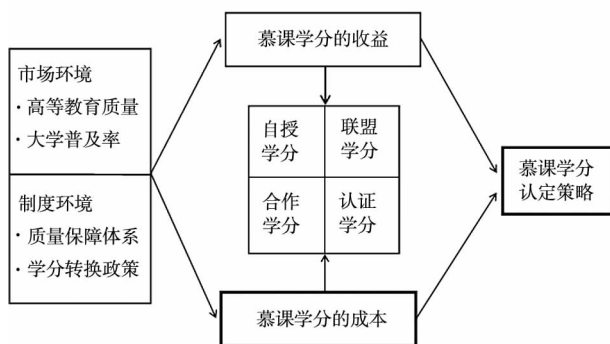 市场环境
·高等教育质量
·大学普及率
制度环境
·质量保障体系
·学分转换政策
慕课学分的收益
自授
学分
联盟
学分
合作
学分
认证
学分
慕课学分的成本
慕课学分
认定策略